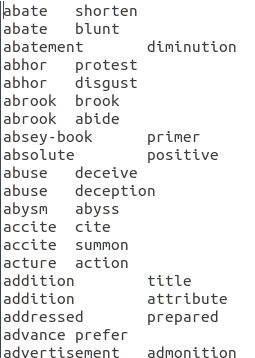 abate shorten
abate blunt
abatement diminution
abhor protest
abhor disgust
abrook brook
abrook abide
absey-book primer
absolute positive
abuse deceive
abuse deception
abysm abyss
accite cite
accite summon
acture action
addition title
addition attribute
addressed prepared
advance prefer
advertisement admonition